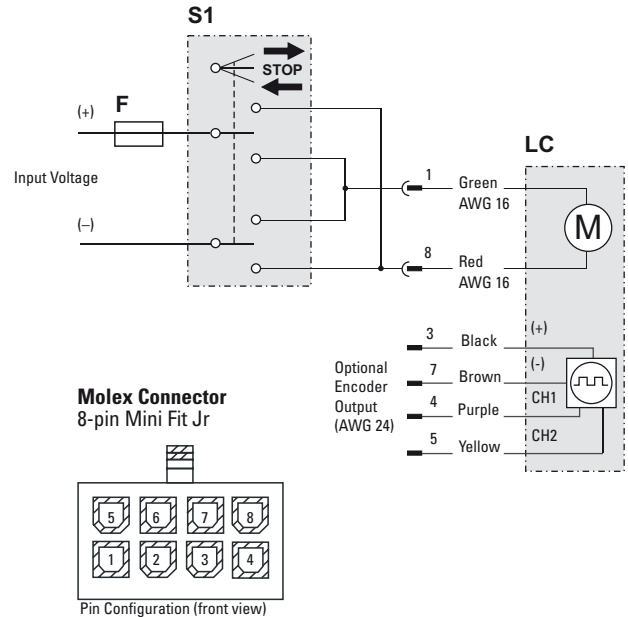 S1
STOP
F
(+)
Input Voltage
(–)
LC
1
Green
AWG 16
M
8
Red
AWG 16
3
Black
(+)
7
Brown
(-)
4
Purple
CH1
5
Yellow
CH2
Optional
Encoder
Output
(AWG 24)
Molex Connector
8-pin Mini Fit Jr
5 6 7 8
1 2 3 4
Pin Configuration (front view)